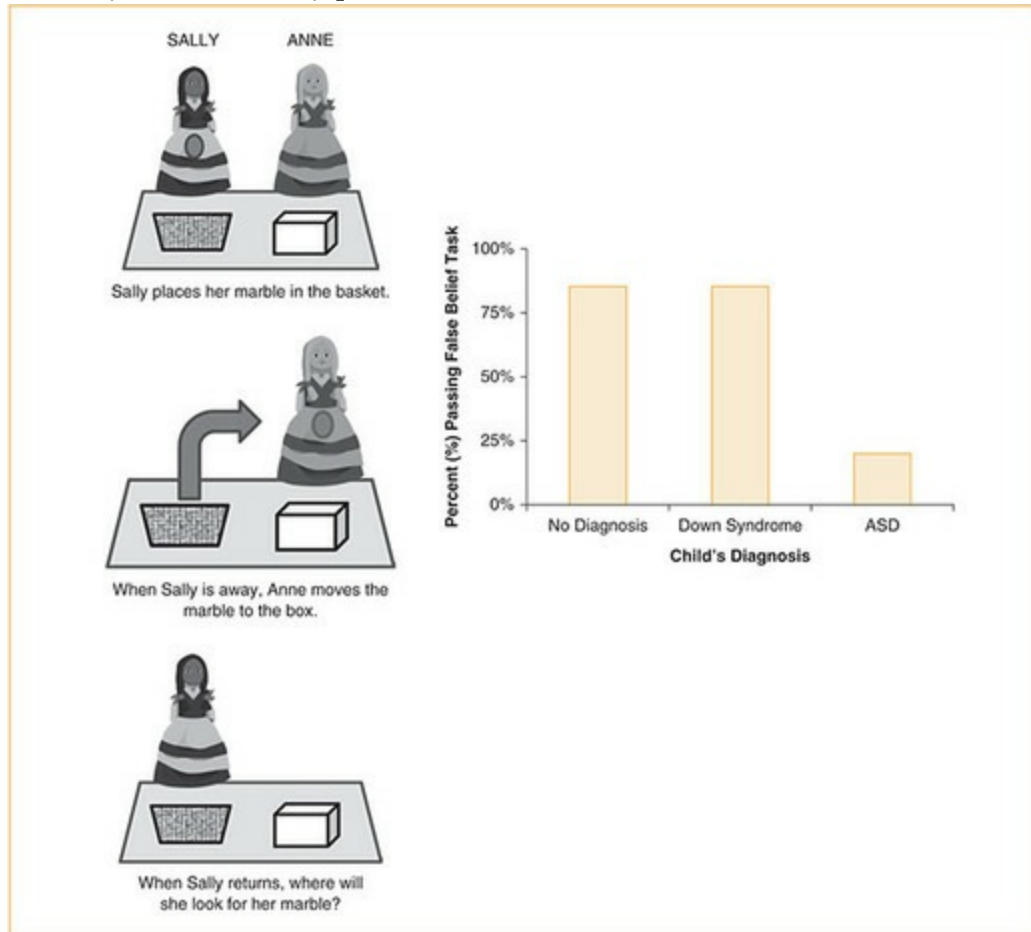 SALLY ANNE
Sally places her marble in the basket.
When Sally is away, Anne moves the
marble to the box.
When Sally returns, where will
she look for her marble?
Percent (%) Passing False Belief Task
100%
75%
50%
25%
0%
No Diagnosis Down Syndrome ASD
Child's Diagnosis